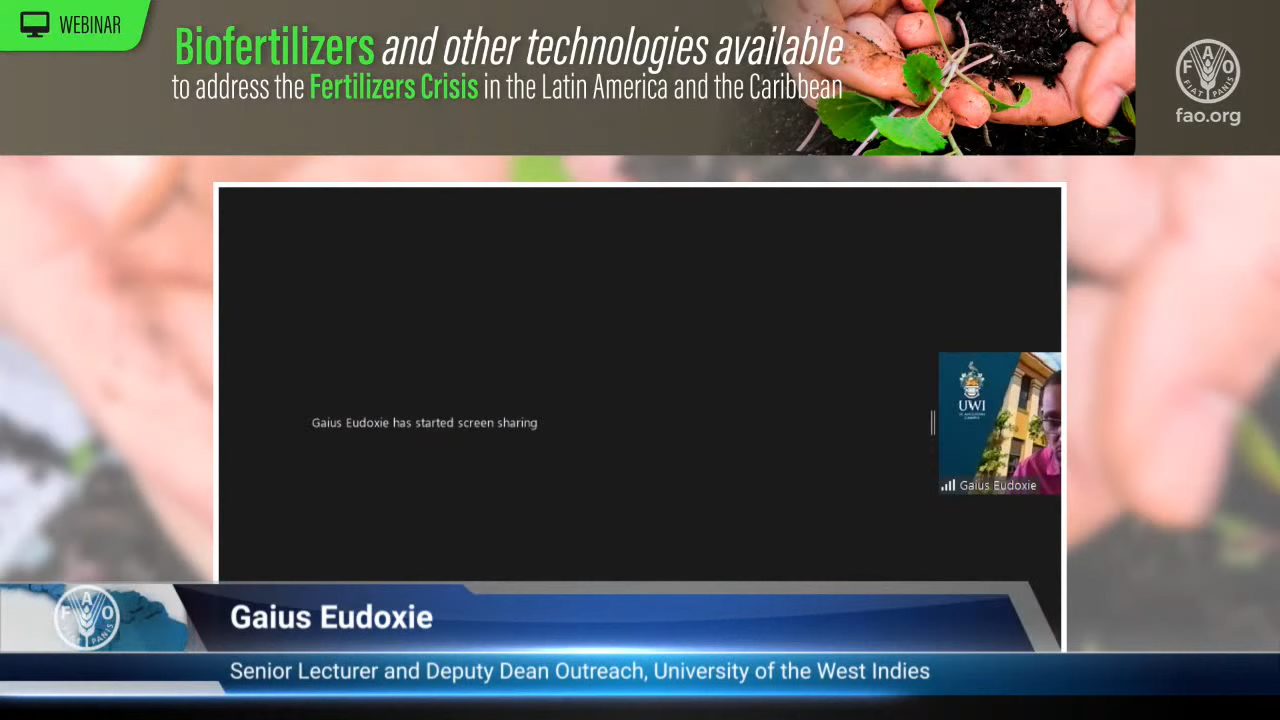 WEBINAR
Biofertilizers and other technologies available
to address the Fertilizers Crisis in the Latin America and the Caribbean
F A O
FIAT PANIS
fao.org
Gaius Eudoxie has started screen sharing
UWI
Gaius Eudoxie
F A O
FIAT PANIS
Gaius Eudoxie
Senior Lecturer and Deputy Dean Outreach, University of the West Indies